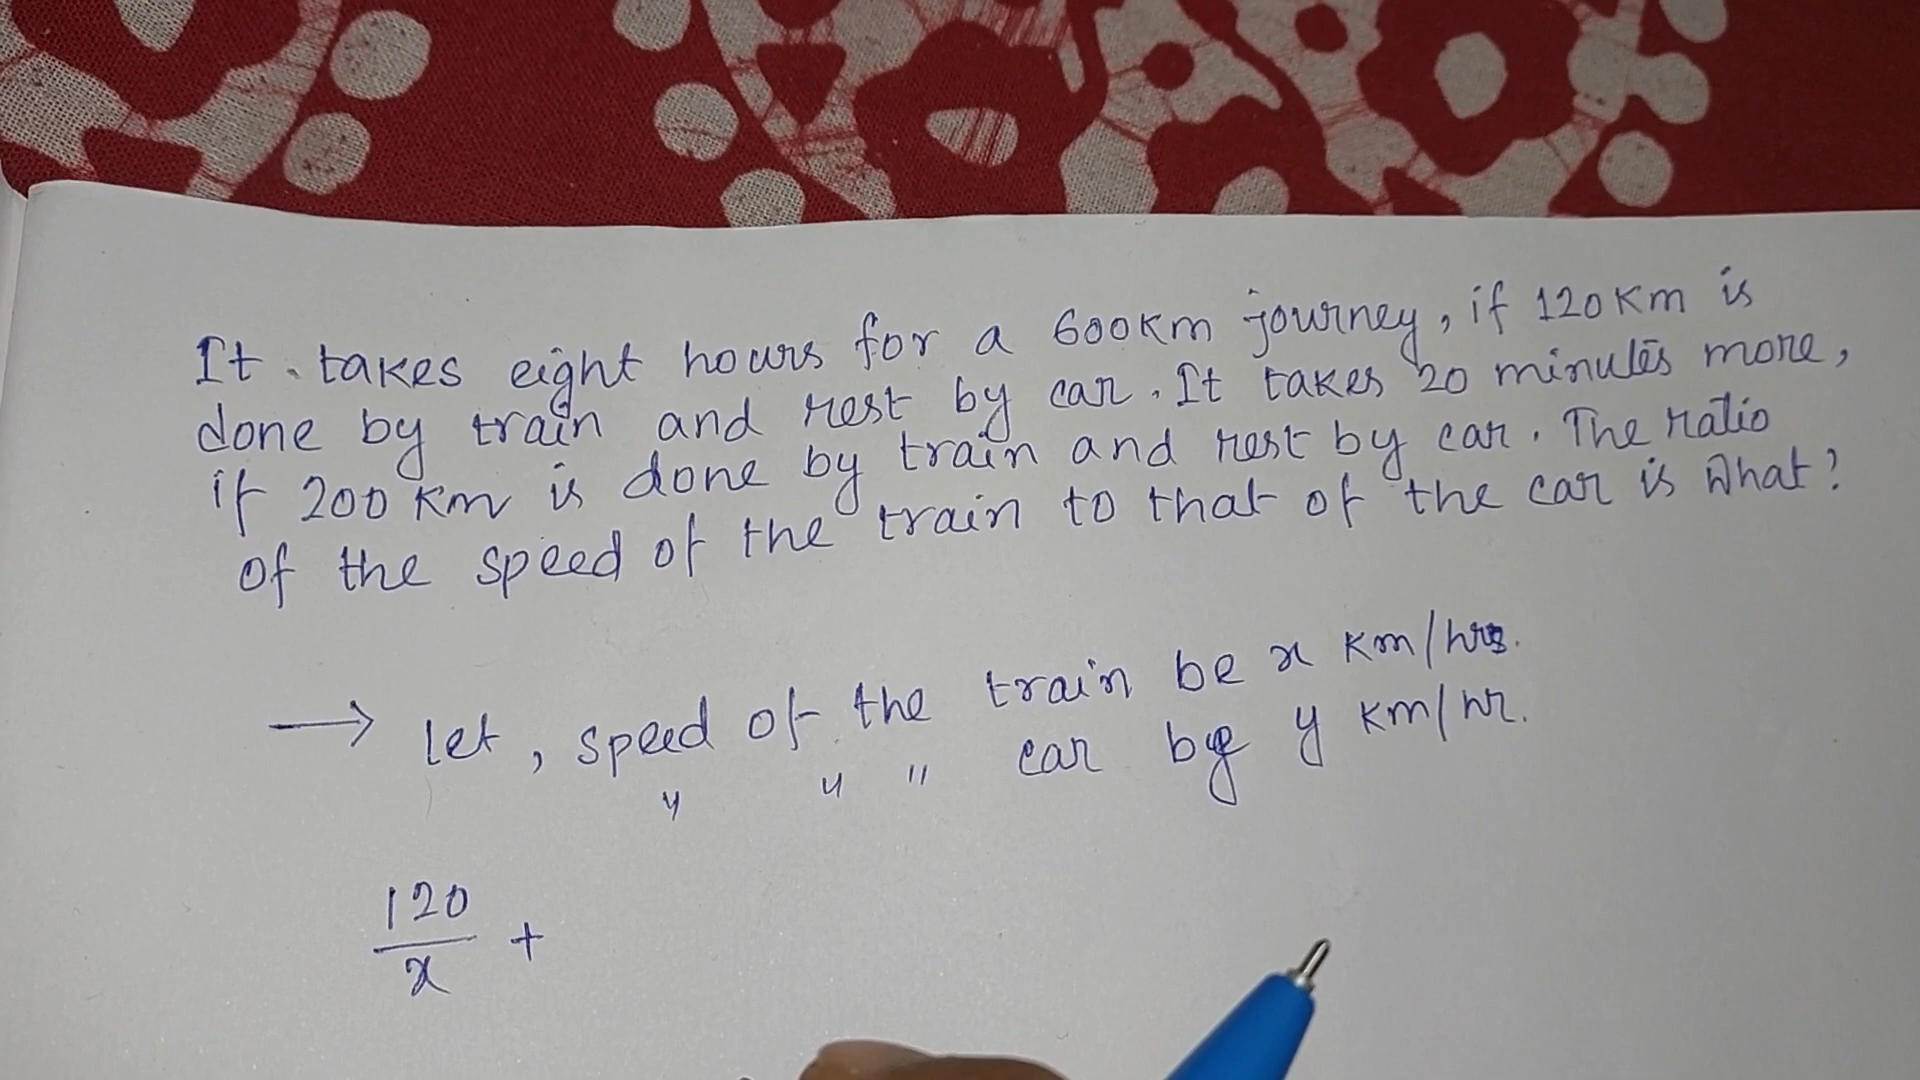 It takes eight hours for a 600Km journey, if 120Km is
done by train and rest by car. It takes 20 minutes more,
if 200 Km is done by train and rest by car. The ratio
of the speed of the train to that of the car is What?
→ let, speed of the train be x Km/hrs.
" " " car be y Km/hr.
120/x +